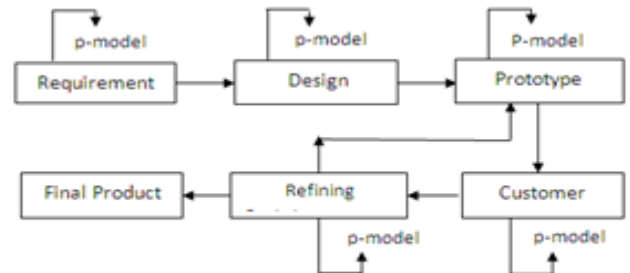 p-model
p-model
P-model
Requirement
Design
Prototype
Final Product
Refining
Customer
p-model
p-model